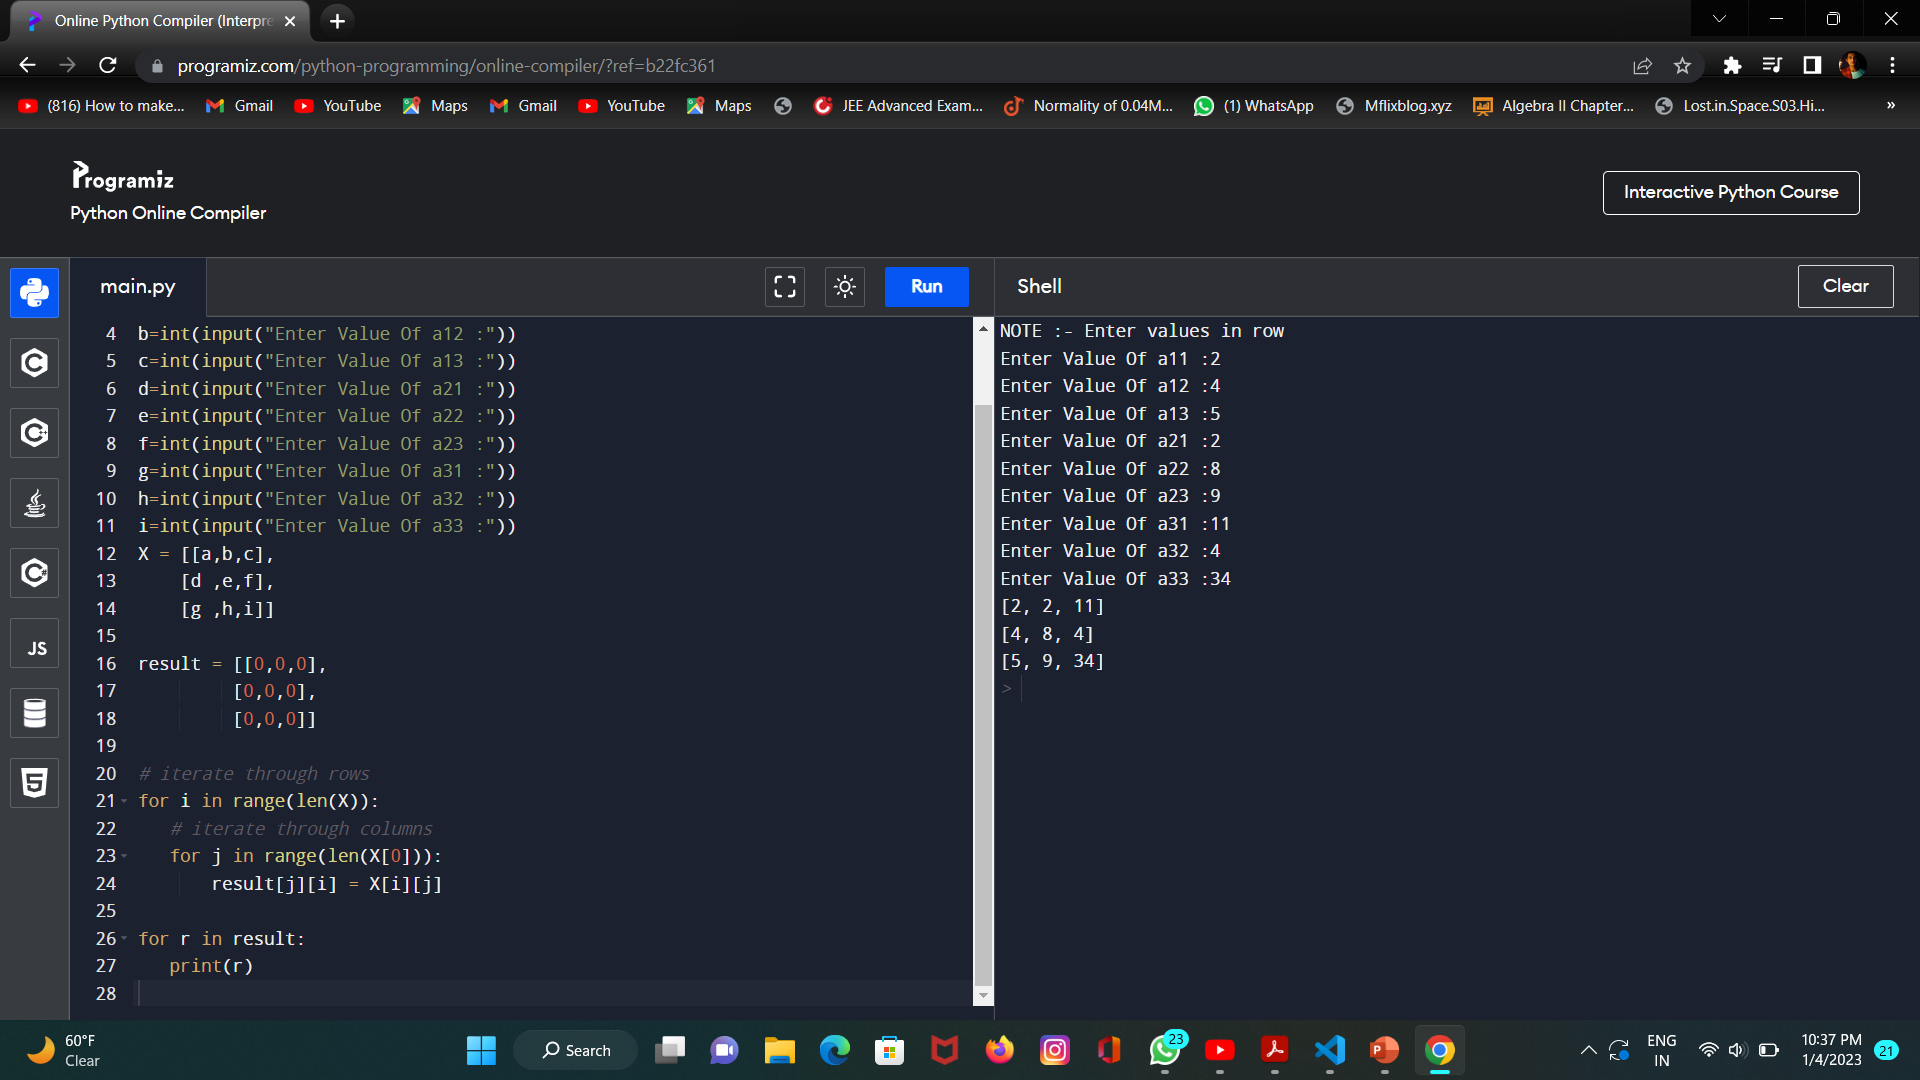 Online Python Compiler (Interpre
programiz.com/python-programming/online-compiler/?ref=b22fc361
(816) How to make... Gmail YouTube Maps Gmail YouTube Maps JEE Advanced Exam... Normality of 0.04M... (1) WhatsApp Mflixblog.xyz Algebra II Chapter... Lost.in.Space.S03.Hi... »
Programiz
Python Online Compiler
Interactive Python Course
main.py
Run
Shell
Clear
4 b=int(input("Enter Value Of a12 :"))
5 c=int(input("Enter Value Of a13 :"))
6 d=int(input("Enter Value Of a21 :"))
7 e=int(input("Enter Value Of a22 :"))
8 f=int(input("Enter Value Of a23 :"))
9 g=int(input("Enter Value Of a31 :"))
10 h=int(input("Enter Value Of a32 :"))
11 i=int(input("Enter Value Of a33 :"))
12 X = [[a,b,c],
13     [d ,e,f],
14     [g ,h,i]]
15
16 result = [[0,0,0],
17          [0,0,0],
18          [0,0,0]]
19
20 # iterate through rows
21 for i in range(len(X)):
22    # iterate through columns
23    for j in range(len(X[0])):
24        result[j][i] = X[i][j]
25
26 for r in result:
27    print(r)
28
NOTE :- Enter values in row
Enter Value Of a11 :2
Enter Value Of a12 :4
Enter Value Of a13 :5
Enter Value Of a21 :2
Enter Value Of a22 :8
Enter Value Of a23 :9
Enter Value Of a31 :11
Enter Value Of a32 :4
Enter Value Of a33 :34
[2, 2, 11]
[4, 8, 4]
[5, 9, 34]
>
JS
60°F
Clear
Search
23
ENG
IN
10:37 PM
1/4/2023
21